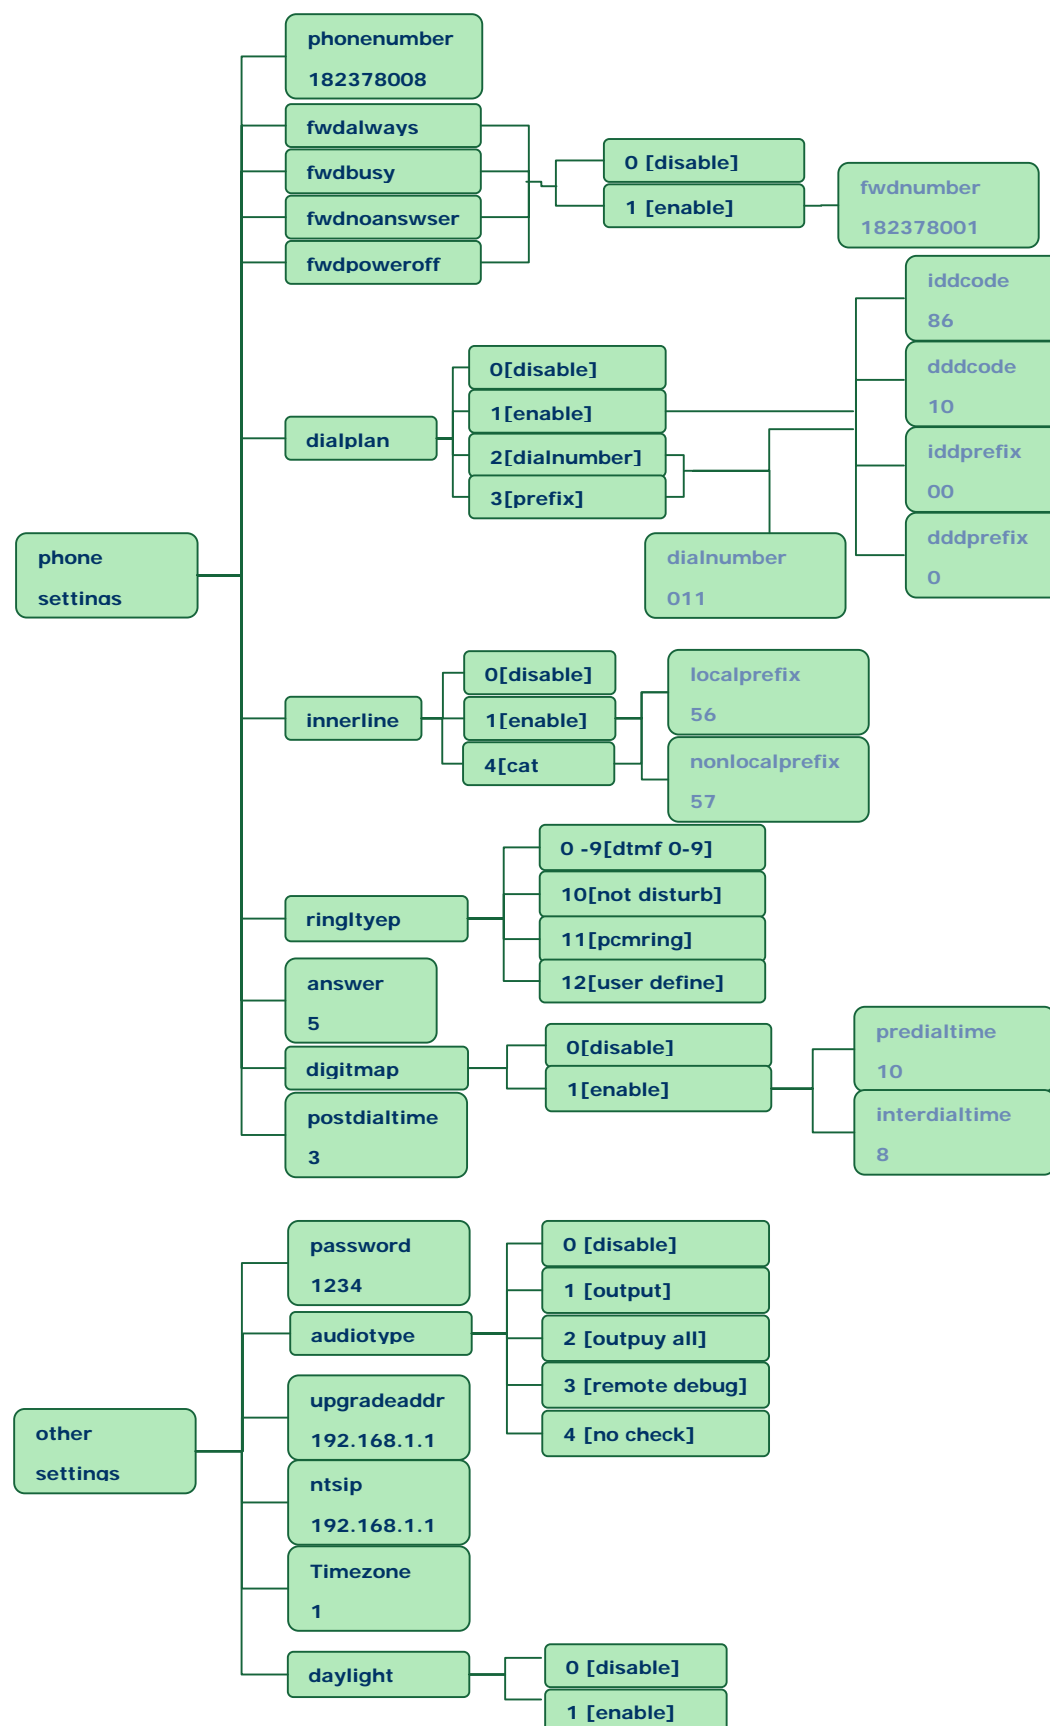 phonenumber
182378008
fwdalways
fwdbusy
fwdnoanswser
fwdpoweroff
0 [disable]
1 [enable]
fwdnumber
182378001
iddcode
86
dddcode
10
iddprefix
00
dddprefix
0
0[disable]
1[enable]
2[dialnumber]
3[prefix]
dialplan
dialnumber
011
phone
settings
0[disable]
1[enable]
4[cat
innerline
localprefix
56
nonlocalprefix
57
0 -9[dtmf 0-9]
10[not disturb]
11[pcmring]
12[user define]
ringltyep
answer
5
digitmap
0[disable]
1[enable]
predialtime
10
interdialtime
8
postdialtime
3
password
1234
audiotype
0 [disable]
1 [output]
2 [outpuy all]
3 [remote debug]
4 [no check]
upgradeaddr
192.168.1.1
other
settings
ntsip
192.168.1.1
Timezone
1
daylight
0 [disable]
1 [enable]